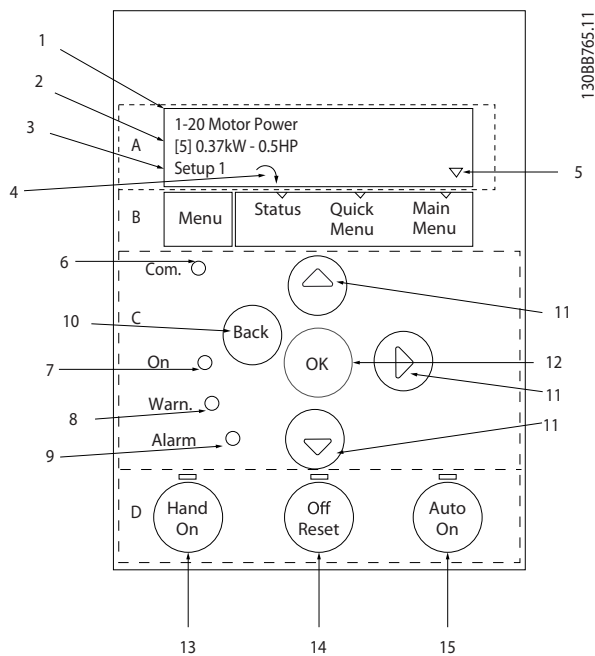 130BB765.11
1
2
3
4
A
1-20 Motor Power
[5] 0.37kW - 0.5HP
Setup 1
5
B
Menu
Status
Quick
Menu
Main
Menu
6
Com.
C
10
Back
11
OK
12
11
11
7
On
8
Warn.
9
Alarm
D
Hand
On
Off
Reset
Auto
On
13
14
15